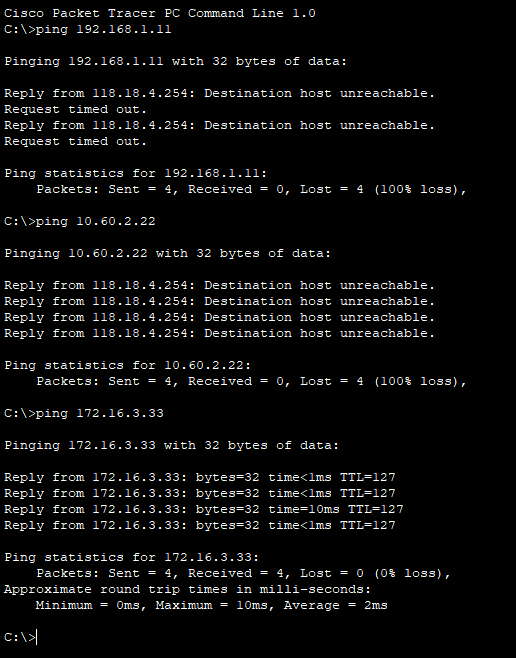 Cisco Packet Tracer PC Command Line 1.0
C:\>ping 192.168.1.11
Pinging 192.168.1.11 with 32 bytes of data:
Reply from 118.18.4.254: Destination host unreachable.
Request timed out.
Reply from 118.18.4.254: Destination host unreachable.
Request timed out.
Ping statistics for 192.168.1.11:
    Packets: Sent = 4, Received = 0, Lost = 4 (100% loss),
C:\>ping 10.60.2.22
Pinging 10.60.2.22 with 32 bytes of data:
Reply from 118.18.4.254: Destination host unreachable.
Reply from 118.18.4.254: Destination host unreachable.
Reply from 118.18.4.254: Destination host unreachable.
Reply from 118.18.4.254: Destination host unreachable.
Ping statistics for 10.60.2.22:
    Packets: Sent = 4, Received = 0, Lost = 4 (100% loss),
C:\>ping 172.16.3.33
Pinging 172.16.3.33 with 32 bytes of data:
Reply from 172.16.3.33: bytes=32 time<1ms TTL=127
Reply from 172.16.3.33: bytes=32 time<1ms TTL=127
Reply from 172.16.3.33: bytes=32 time=10ms TTL=127
Reply from 172.16.3.33: bytes=32 time<1ms TTL=127
Ping statistics for 172.16.3.33:
    Packets: Sent = 4, Received = 4, Lost = 0 (0% loss),
Approximate round trip times in milli-seconds:
    Minimum = 0ms, Maximum = 10ms, Average = 2ms
C:\>